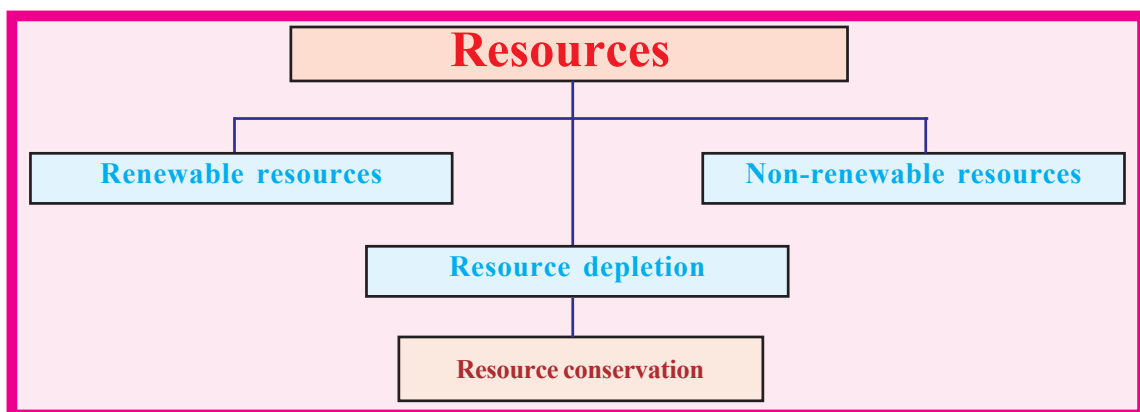 Resources
Renewable resources
Non-renewable resources
Resource depletion
Resource conservation